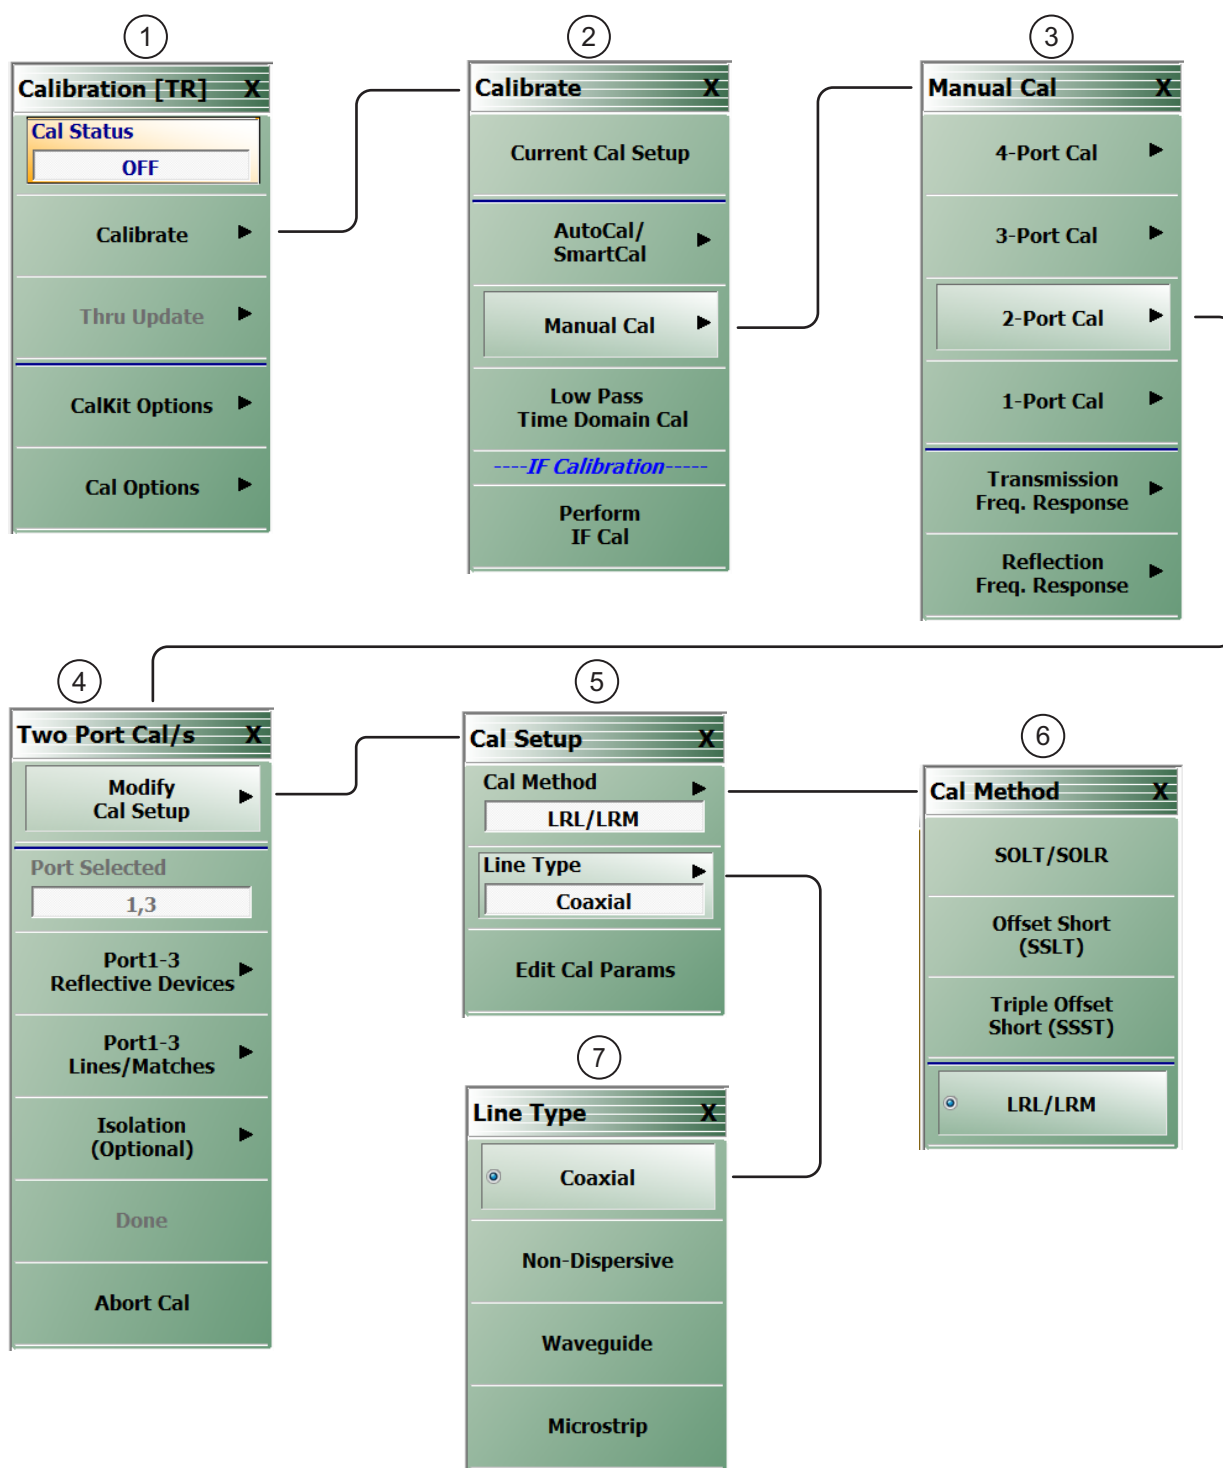 1
Calibration [TR] X
Cal Status
OFF
Calibrate
Thru Update
CalKit Options
Cal Options
2
Calibrate X
Current Cal Setup
AutoCal/
SmartCal
Manual Cal
Low Pass
Time Domain Cal
----IF Calibration-----
Perform
IF Cal
3
Manual Cal X
4-Port Cal
3-Port Cal
2-Port Cal
1-Port Cal
Transmission
Freq. Response
Reflection
Freq. Response
4
Two Port Cal/s X
Modify
Cal Setup
Port Selected
1,3
Port1-3
Reflective Devices
Port1-3
Lines/Matches
Isolation
(Optional)
Done
Abort Cal
5
Cal Setup X
Cal Method
LRL/LRM
Line Type
Coaxial
Edit Cal Params
6
Cal Method X
SOLT/SOLR
Offset Short
(SSLT)
Triple Offset
Short (SSST)
LRL/LRM
7
Line Type X
Coaxial
Non-Dispersive
Waveguide
Microstrip